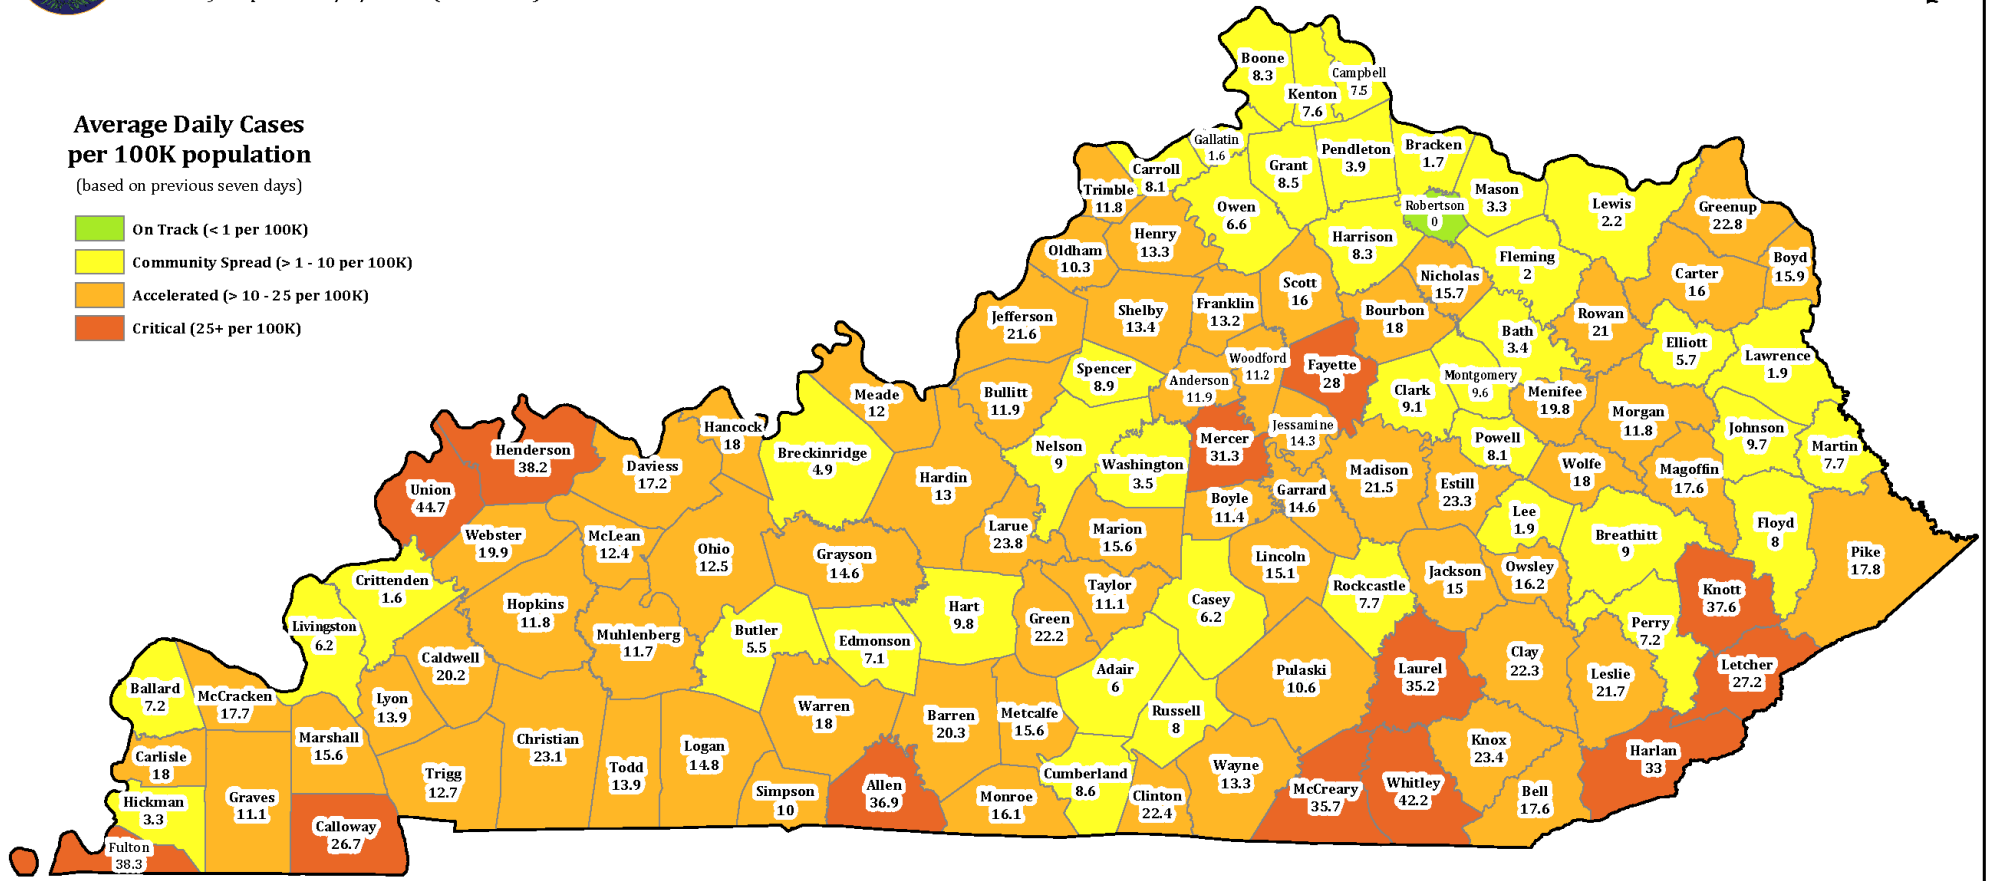 Average Daily Cases
per 100K population
(based on previous seven days)
On Track (< 1 per 100K)
Community Spread (> 1 - 10 per 100K)
Accelerated (> 10 - 25 per 100K)
Critical (25+ per 100K)
Boone
8.3
Campbell
7.5
Kenton
7.6
Gallatin
1.6
Carroll
8.1
Trimble
11.8
Grant
8.5
Pendleton
3.9
Bracken
1.7
Mason
3.3
Robertson
0
Lewis
2.2
Greenup
22.8
Owen
6.6
Henry
13.3
Oldham
10.3
Harrison
8.3
Nicholas
15.7
Fleming
2
Carter
16
Boyd
15.9
Jefferson
21.6
Shelby
13.4
Franklin
13.2
Scott
16
Bourbon
18
Bath
3.4
Rowan
21
Elliott
5.7
Lawrence
1.9
Spencer
8.9
Anderson
11.9
Woodford
11.2
Fayette
28
Clark
9.1
Montgomery
9.6
Menifee
19.8
Morgan
11.8
Johnson
9.7
Martin
7.7
Meade
12
Bullitt
11.9
Nelson
9
Washington
3.5
Mercer
31.3
Jessamine
14.3
Powell
8.1
Wolfe
18
Magoffin
17.6
Hancock
18
Breckinridge
4.9
Hardin
13
Henderson
38.2
Daviess
17.2
Union
44.7
Madison
21.5
Estill
23.3
Boyle
11.4
Garrard
14.6
Lee
1.9
Breathitt
9
Floyd
8
Pike
17.8
Webster
19.9
McLean
12.4
Ohio
12.5
Grayson
14.6
Larue
23.8
Marion
15.6
Lincoln
15.1
Rockcastle
7.7
Jackson
15
Owsley
16.2
Knott
37.6
Crittenden
1.6
Hopkins
11.8
Muhlenberg
11.7
Butler
5.5
Edmonson
7.1
Hart
9.8
Green
22.2
Taylor
11.1
Casey
6.2
Perry
7.2
Livingston
6.2
Caldwell
20.2
Adair
6
Pulaski
10.6
Laurel
35.2
Clay
22.3
Leslie
21.7
Letcher
27.2
Ballard
7.2
McCracken
17.7
Lyon
13.9
Warren
18
Barren
20.3
Metcalfe
15.6
Russell
8
Carlisle
18
Marshall
15.6
Christian
23.1
Todd
13.9
Logan
14.8
Knox
23.4
Harlan
33
Trigg
12.7
Simpson
10
Allen
36.9
Monroe
16.1
Cumberland
8.6
Clinton
22.4
Wayne
13.3
McCreary
35.7
Whitley
42.2
Bell
17.6
Hickman
3.3
Graves
11.1
Calloway
26.7
Fulton
38.3